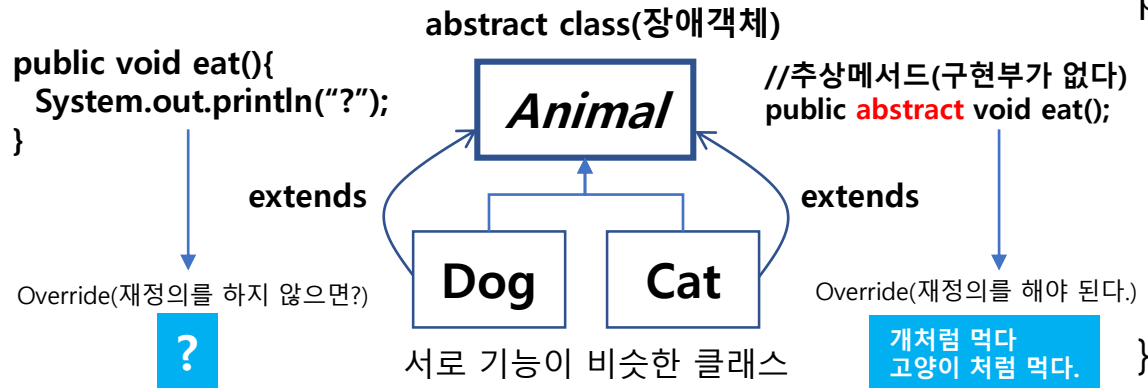 abstract class(장애객체)
public void eat(){
System.out.println(“?”);
}
Animal
//추상메서드(구현부가 없다)
public abstract void eat();
extends
extends
Dog
Cat
Override(재정의를 하지 않으면?)
?
서로 기능이 비슷한 클래스
Override(재정의를 해야 된다.)
개처럼 먹다
고양이 처럼 먹다.
}